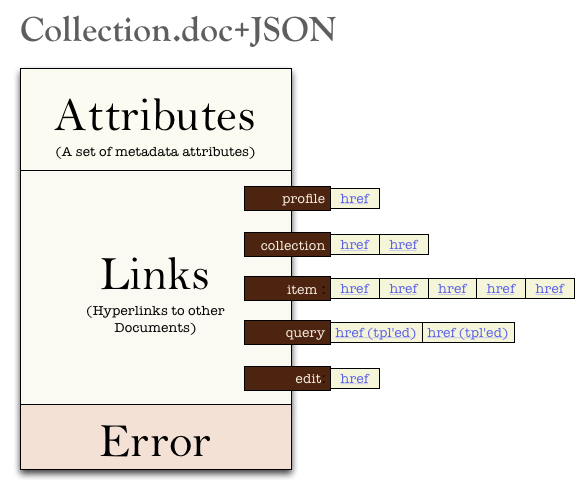 Collection.doc+JSON
Attributes
(A set of metadata attributes)
profile href
collection href href
Links
(Hyperlinks to other
Documents)
item : href href href href href
query href (tpl'ed) href (tpl'ed)
edit: href
Error